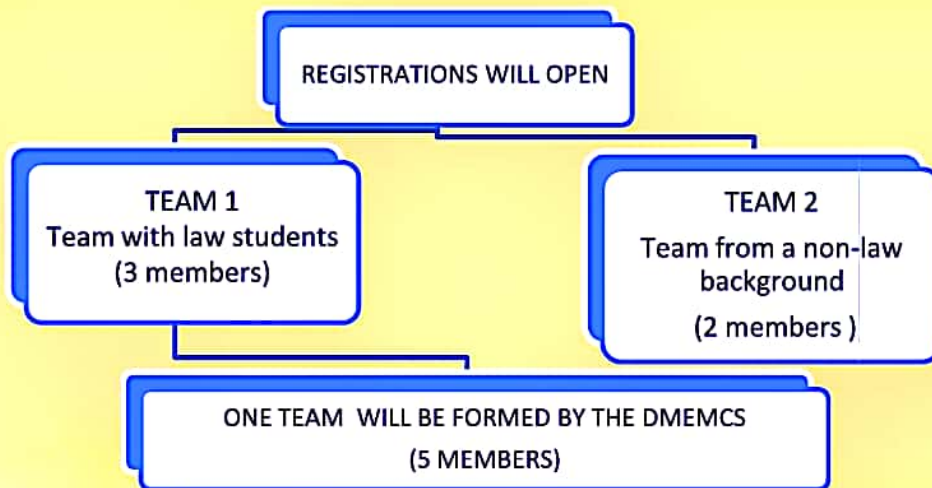 REGISTRATIONS WILL OPEN
TEAM 1
Team with law students
(3 members)
TEAM 2
Team from a non-law
background
(2 members )
ONE TEAM WILL BE FORMED BY THE DMEMCS
(5 MEMBERS)